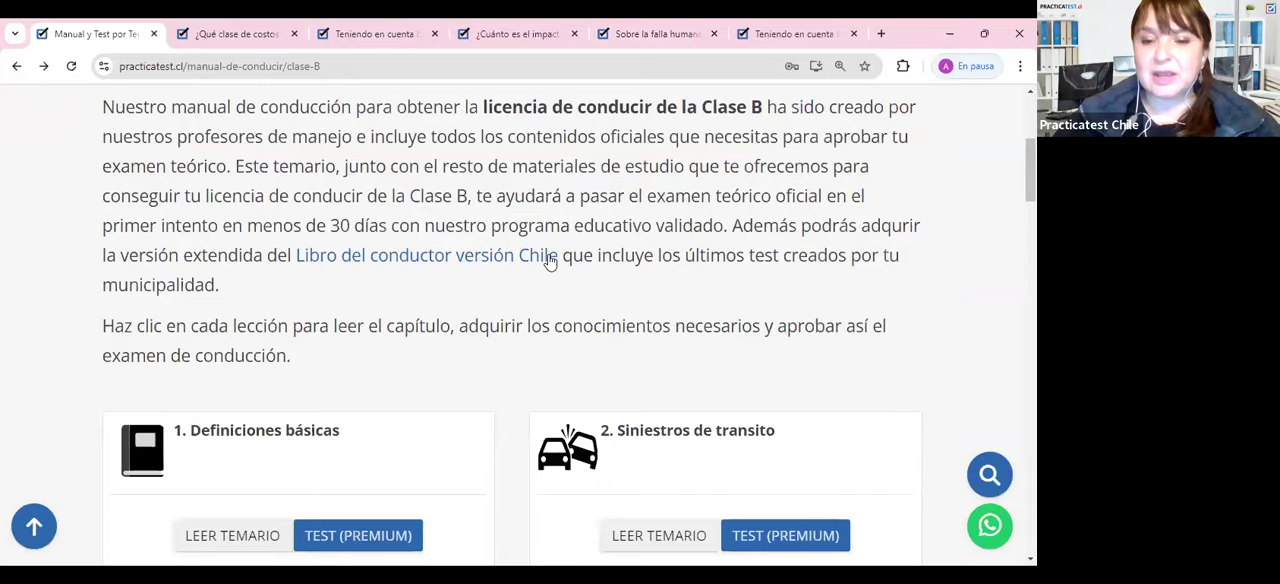 Manual y Test por Te
¿Qué clase de costos
Teniendo en cuenta l
¿Cuánto es el impact
Sobre la falla humana
Teniendo en cuenta l
practicatest.cl/manual-de-conducir/clase-B
A
En pausa
PRACTICATEST.cl
Practicatest Chile
Nuestro manual de conducción para obtener la licencia de conducir de la Clase B ha sido creado por
nuestros profesores de manejo e incluye todos los contenidos oficiales que necesitas para aprobar tu
examen teórico. Este temario, junto con el resto de materiales de estudio que te ofrecemos para
conseguir tu licencia de conducir de la Clase B, te ayudará a pasar el examen teórico oficial en el
primer intento en menos de 30 días con nuestro programa educativo validado. Además podrás adqurir
la versión extendida del Libro del conductor versión Chile que incluye los últimos test creados por tu
municipalidad.
Haz clic en cada lección para leer el capítulo, adquirir los conocimientos necesarios y aprobar así el
examen de conducción.
1. Definiciones básicas
2. Siniestros de transito
LEER TEMARIO
TEST (PREMIUM)
LEER TEMARIO
TEST (PREMIUM)